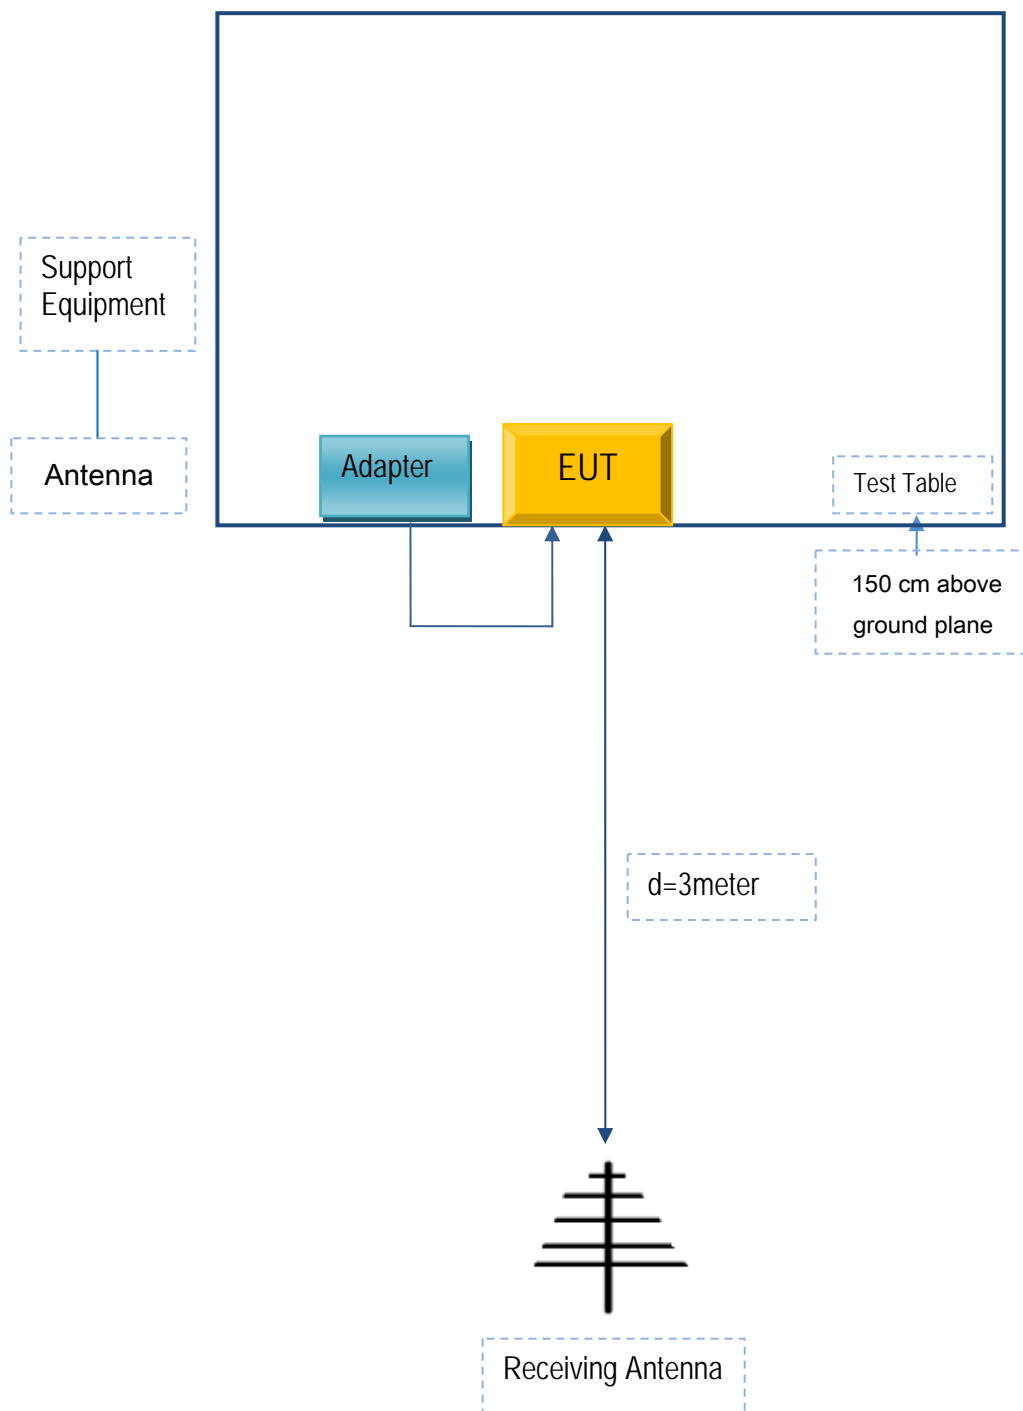 Support
Equipment
Antenna
Adapter
EUT
Test Table
150 cm above
ground plane
d=3meter
Receiving Antenna